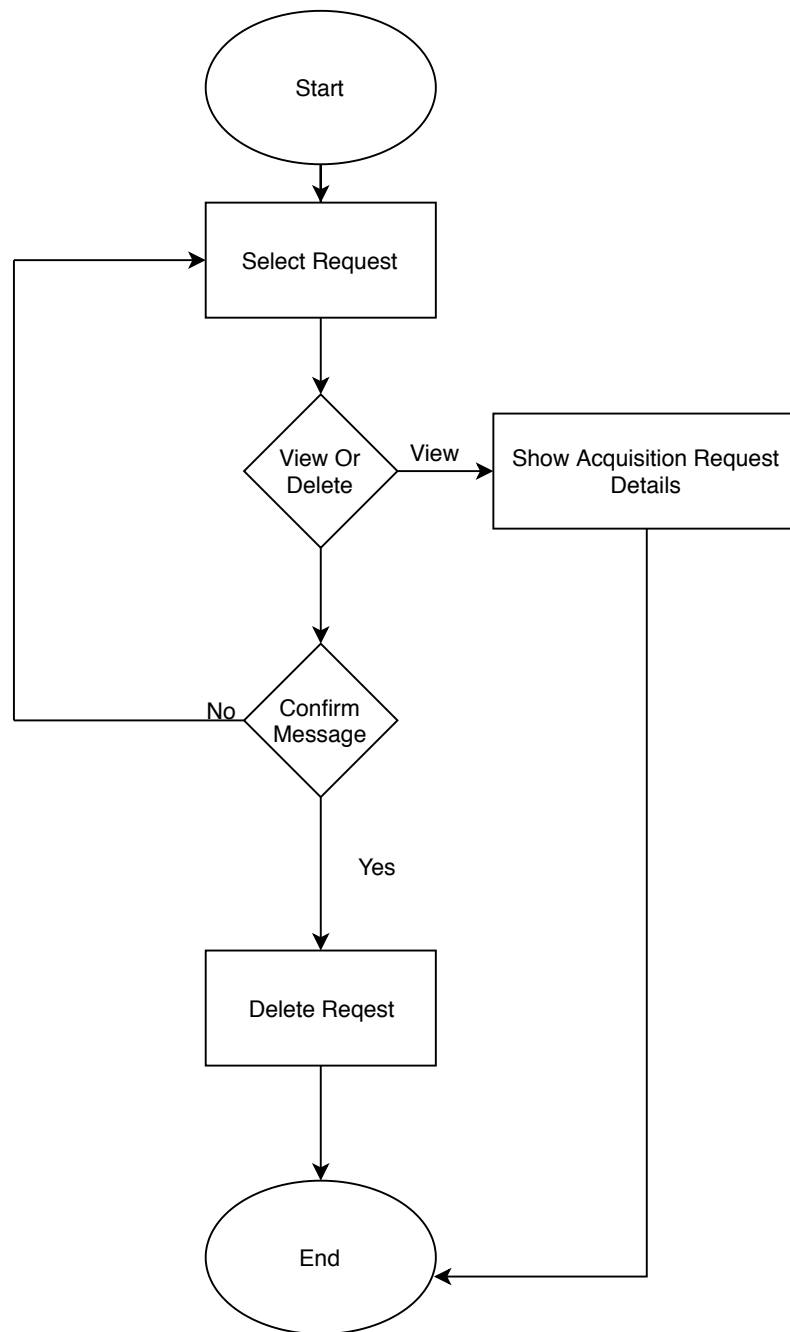 Start
Select Request
View Or
Delete
View
Show Acquisition Request
Details
No
Confirm
Message
Yes
Delete Reqest
End